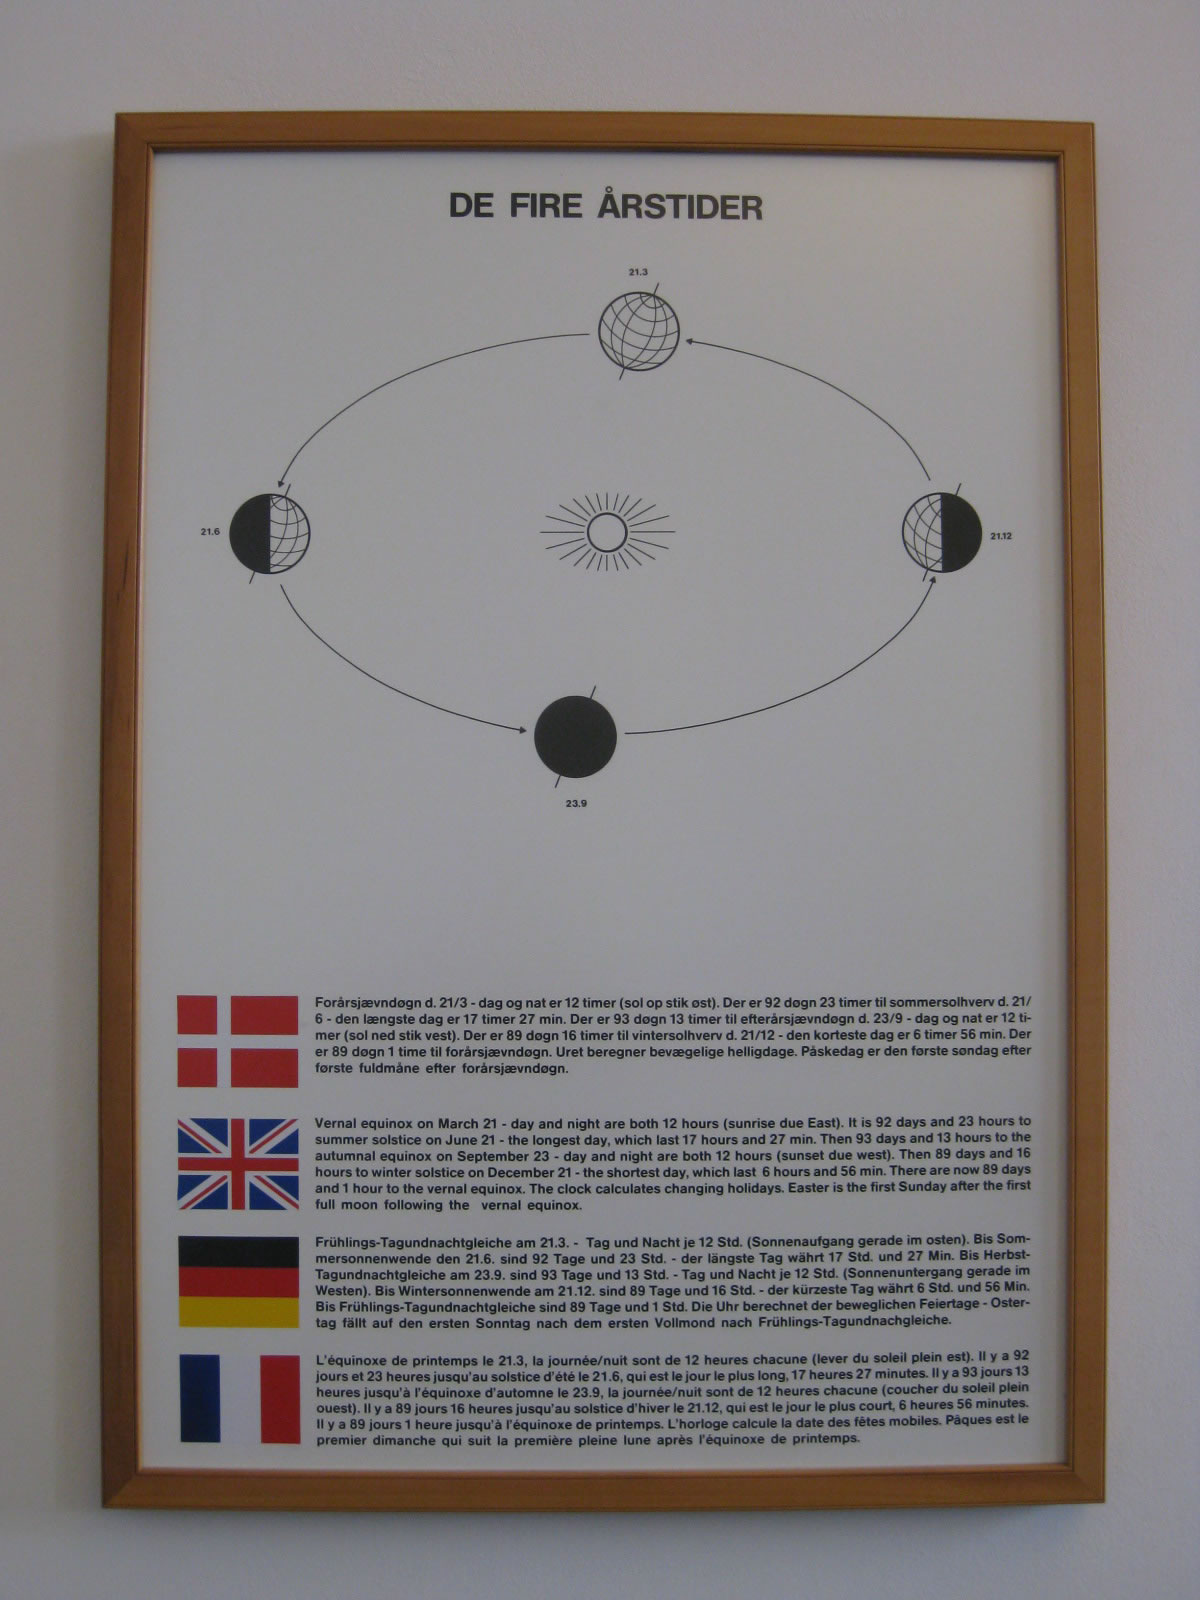 DE FIRE ÅRSTIDER
21.3
21.6
21.12
23.9
Forårsjævndøgn d. 21/3 - dag og nat er 12 timer (sol op stik øst). Der er 92 døgn 23 timer til sommersolhverv d. 21/
6 - den længste dag er 17 timer 27 min. Der er 93 døgn 13 timer til efterårsjævndøgn d. 23/9 - dag og nat er 12 ti-
mer (sol ned stik vest). Der er 89 døgn 16 timer til vintersolhverv d. 21/12 - den korteste dag er 6 timer 56 min. Der
er 89 døgn 1 time til forårsjævndøgn. Uret beregner bevægelige helligdage. Påskedag er den første søndag efter
første fuldmåne efter forårsjævndøgn.
Vernal equinox on March 21 - day and night are both 12 hours (sunrise due East). It is 92 days and 23 hours to
summer solstice on June 21 - the longest day, which last 17 hours and 27 min. Then 93 days and 13 hours to the
autumnal equinox on September 23 - day and night are both 12 hours (sunset due west). Then 89 days and 16
hours to winter solstice on December 21 - the shortest day, which last 6 hours and 56 min. There are now 89 days
and 1 hour to the vernal equinox. The clock calculates changing holidays. Easter is the first Sunday after the first
full moon following the vernal equinox.
Frühlings-Tagundnachtgleiche am 21.3. - Tag und Nacht je 12 Std. (Sonnenaufgang gerade im osten). Bis Som-
mersonnenwende den 21.6. sind 92 Tage und 23 Std. - der längste Tag währt 17 Std. und 27 Min. Bis Herbst-
Tagundnachtgleiche am 23.9. sind 93 Tage und 13 Std. - Tag und Nacht je 12 Std. (Sonnenuntergang gerade im
Westen). Bis Wintersonnenwende am 21.12. sind 89 Tage und 16 Std. - der kürzeste Tag währt 6 Std. und 56 Min.
Bis Frühlings-Tagundnachtgleiche sind 89 Tage und 1 Std. Die Uhr berechnet der beweglichen Feiertage - Oster-
tag fällt auf den ersten Sonntag nach dem ersten Vollmond nach Frühlings-Tagundnachgleiche.
L'équinoxe de printemps le 21.3, la journée/nuit sont de 12 heures chacune (lever du soleil plein est). Il y a 92
jours et 23 heures jusqu'au solstice d'été le 21.6, qui est le jour le plus long, 17 heures 27 minutes. Il y a 93 jours 13
heures jusqu'à l'équinoxe d'automne le 23.9, la journée/nuit sont de 12 heures chacune (coucher du soleil plein
ouest). Il y a 89 jours 16 heures jusqu'au solstice d'hiver le 21.12, qui est le jour le plus court, 6 heures 56 minutes.
Il y a 89 jours 1 heure jusqu'à l'équinoxe de printemps. L'horloge calcule la date des fêtes mobiles. Pâques est le
premier dimanche qui suit la première pleine lune après l'équinoxe de printemps.